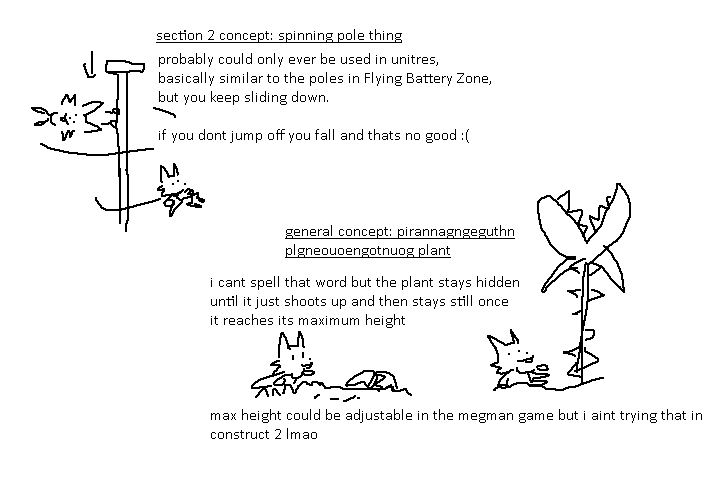 section 2 concept: spinning pole thing
probably could only ever be used in unitres,
basically similar to the poles in Flying Battery Zone,
but you keep sliding down.
if you dont jump off you fall and thats no good :(
general concept: pirannagngeguthn
plgneouoengotnuog plant
i cant spell that word but the plant stays hidden
until it just shoots up and then stays still once
it reaches its maximum height
max height could be adjustable in the megman game but i aint trying that in
construct 2 lmao